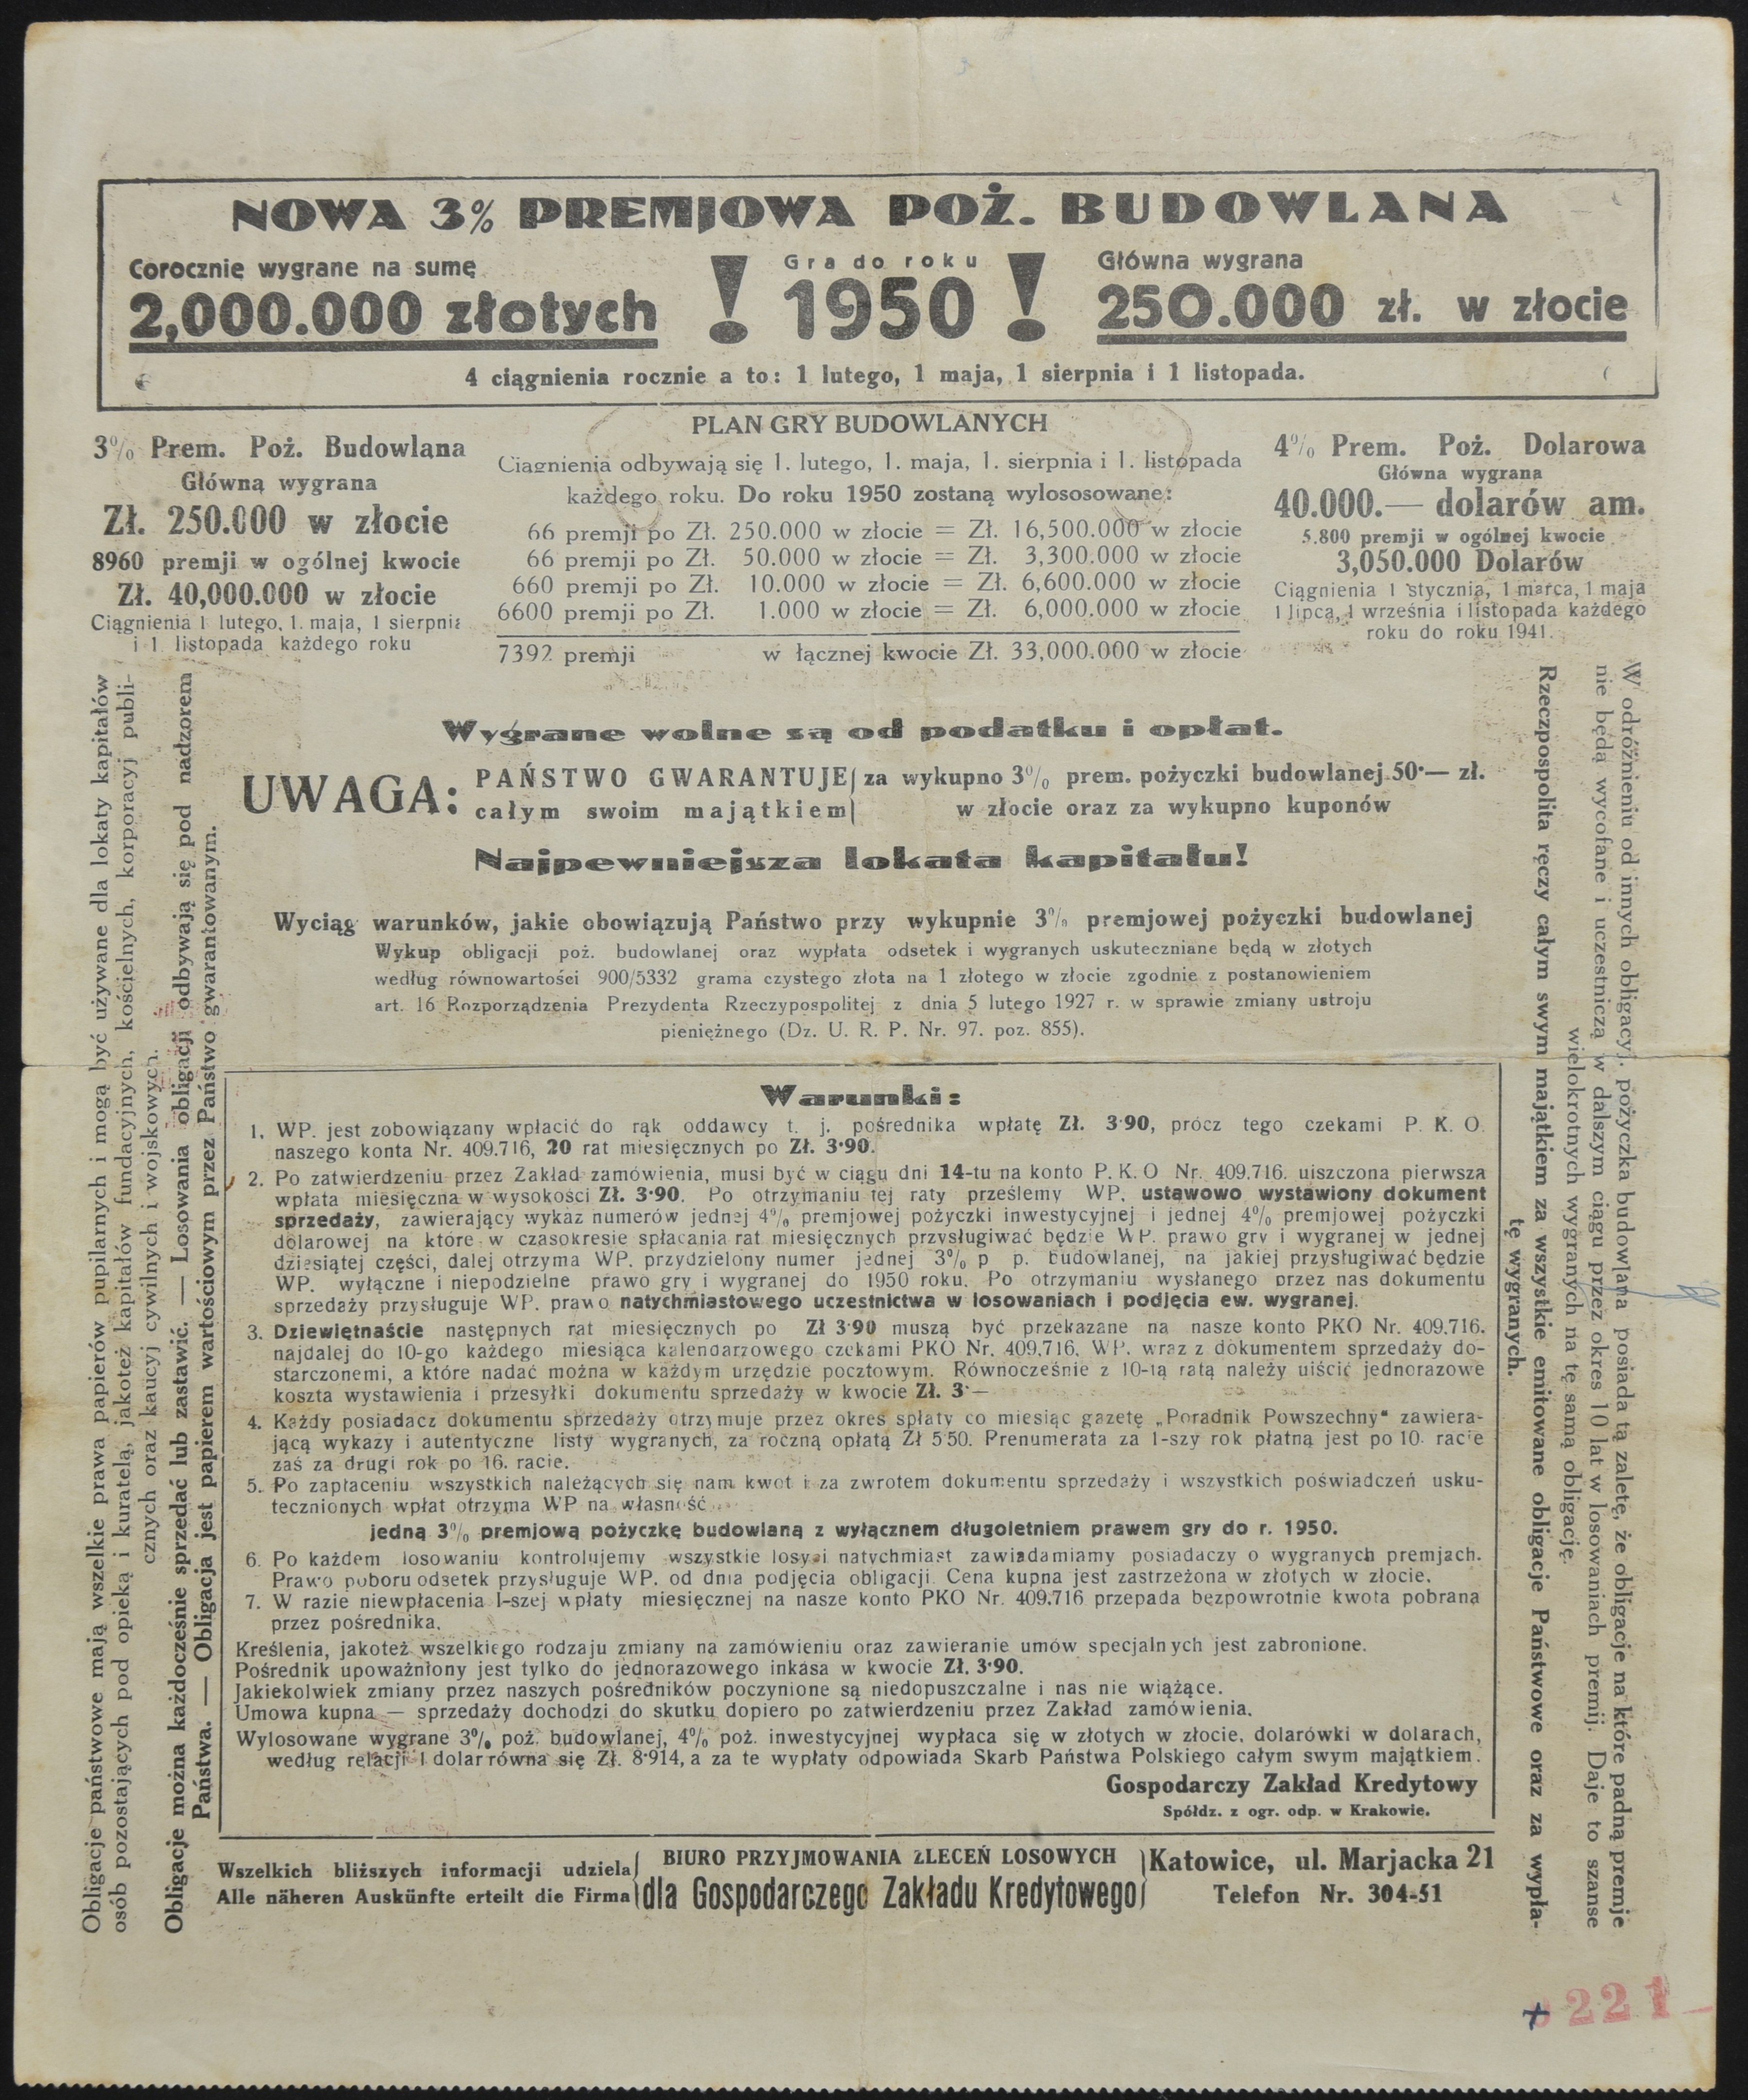 NOWA 3% PREMJOWA POŻ. BUDOWLANA
Corocznie wygrane na sumę
2,000.000 złotych
! Gra do roku !
1950
Główna wygrana
250.000 zł. w złocie
4 ciągnienia rocznie a to: 1 lutego, 1 maja, 1 sierpnia i 1 listopada.
3% Prem. Poż. Budowlana
Główną wygrana
Zł. 250.000 w złocie
8960 premji w ogólnej kwocie
Zł. 40,000.000 w złocie
Ciągnienia 1 lutego, 1. maja, 1 sierpnia
i 1 listopada każdego roku
PLAN GRY BUDOWLANYCH
Ciągnienia odbywają się 1. lutego, 1. maja, 1. sierpnia i 1. listopada
każdego roku. Do roku 1950 zostaną wylososowane:
66 premji po Zł. 250.000 w złocie = Zł. 16,500.000 w złocie
66 premji po Zł. 50.000 w złocie = Zł. 3,300.000 w złocie
660 premji po Zł. 10.000 w złocie = Zł. 6,600.000 w złocie
6600 premji po Zł. 1.000 w złocie = Zł. 6,000.000 w złocie
7392 premji w łącznej kwocie Zł. 33,000.000 w złocie
4% Prem. Poż. Dolarowa
Główna wygrana
40.000.— dolarów am.
5.800 premji w ogólnej kwocie
3,050.000 Dolarów
Ciągnienia 1 stycznia, 1 marca, 1 maja
1 lipca, 1 września i listopada każdego
roku do roku 1941.
Obligacje państwowe mają wszelkie prawa papierów pupilarnych i mogą być używane dla lokaty kapitałów
osób pozostających pod opieką i kuratelą, jakoteż kapitałów fundacyjnych, kościelnych, korporacyj publi-
cznych oraz kaucyj cywilnych i wojskowych.
Obligacje można każdocześnie sprzedać lub zastawić. — Losowania obligacji odbywają się pod nadzorem
Państwa. — Obligacja jest papierem wartościowym przez Państwo gwarantowanym.
Wygrane wolne są od podatku i opłat.
UWAGA: PAŃSTWO GWARANTUJE za wykupno 3% prem. pożyczki budowlanej 50·— zł.
całym swoim majątkiem w złocie oraz za wykupno kuponów
Najpewniejsza lokata kapitału!
Wyciąg warunków, jakie obowiązują Państwo przy wykupnie 3% premjowej pożyczki budowlanej
Wykup obligacji poż. budowlanej oraz wypłata odsetek i wygranych uskuteczniane będą w złotych
według równowartości 900/5332 grama czystego złota na 1 złotego w złocie zgodnie z postanowieniem
art. 16 Rozporządzenia Prezydenta Rzeczypospolitej z dnia 5 lutego 1927 r. w sprawie zmiany ustroju
pieniężnego (Dz. U. R. P. Nr. 97. poz. 855).
Warunki:
1. WP. jest zobowiązany wpłacić do rąk oddawcy t. j. pośrednika wpłatę Zł. 3·90, prócz tego czekami P. K. O.
naszego konta Nr. 409.716, 20 rat miesięcznych po Zł. 3·90.
2. Po zatwierdzeniu przez Zakład zamówienia, musi być w ciągu dni 14-tu na konto P. K. O Nr. 409.716. uiszczona pierwsza
wpłata miesięczna w wysokości Zł. 3·90. Po otrzymaniu tej raty prześlemy WP. ustawowo wystawiony dokument
sprzedaży, zawierający wykaz numerów jednej 4% premjowej pożyczki inwestycyjnej i jednej 4% premjowej pożyczki
dolarowej na które w czasokresie spłacania rat miesięcznych przysługiwać będzie WP. prawo gry i wygranej w jednej
dziesiątej części, dalej otrzyma WP. przydzielony numer jednej 3% p p. budowlanej, na jakiej przysługiwać będzie
WP. wyłączne i niepodzielne prawo gry i wygranej do 1950 roku. Po otrzymaniu wysłanego przez nas dokumentu
sprzedaży przysługuje WP. prawo natychmiastowego uczestnictwa w losowaniach i podjęcia ew. wygranej.
3. Dziewiętnaście następnych rat miesięcznych po Zł 3·90 muszą być przekazane na nasze konto PKO Nr. 409.716.
najdalej do 10-go każdego miesiąca kalendarzowego czekami PKO Nr. 409.716. WP. wraz z dokumentem sprzedaży do-
starczonemi, a które nadać można w każdym urzędzie pocztowym. Równocześnie z 10-tą ratą należy uiścić jednorazowe
koszta wystawienia i przesyłki dokumentu sprzedaży w kwocie Zł. 3·—
4. Każdy posiadacz dokumentu sprzedaży otrzymuje przez okres spłaty co miesiąc gazetę „Poradnik Powszechny" zawiera-
jącą wykazy i autentyczne listy wygranych, za roczną opłatą Zł 5·50. Prenumerata za 1-szy rok płatną jest po 10. racie
zaś za drugi rok po 16. racie.
5. Po zapłaceniu wszystkich należących się nam kwot i za zwrotem dokumentu sprzedaży i wszystkich poświadczeń usku-
tecznionych wpłat otrzyma WP na własność
jedną 3% premjową pożyczkę budowlaną z wyłącznem długoletniem prawem gry do r. 1950.
6. Po każdem losowaniu kontrolujemy wszystkie losy i natychmiast zawiadamiamy posiadaczy o wygranych premjach.
Prawo poboru odsetek przysługuje WP. od dnia podjęcia obligacji. Cena kupna jest zastrzeżona w złotych w złocie.
7. W razie niewpłacenia 1-szej wpłaty miesięcznej na nasze konto PKO Nr. 409.716 przepada bezpowrotnie kwota pobrana
przez pośrednika.
Kreślenia, jakoteż wszelkiego rodzaju zmiany na zamówieniu oraz zawieranie umów specjalnych jest zabronione.
Pośrednik upoważniony jest tylko do jednorazowego inkasa w kwocie Zł. 3·90.
Jakiekolwiek zmiany przez naszych pośredników poczynione są niedopuszczalne i nas nie wiążące.
Umowa kupna — sprzedaży dochodzi do skutku dopiero po zatwierdzeniu przez Zakład zamówienia.
Wylosowane wygrane 3% poż. budowlanej, 4% poż. inwestycyjnej wypłaca się w złotych w złocie, dolarówki w dolarach,
według relacji 1 dolar równa się Zł. 8·914, a za te wypłaty odpowiada Skarb Państwa Polskiego całym swym majątkiem.
Gospodarczy Zakład Kredytowy
Spółdz. z ogr. odp. w Krakowie.
W odróżnieniu od innych obligacyj, pożyczka budowlana posiada tą zaletę, że obligacje na które padną premje
nie będą wycofane i uczestniczą w dalszym ciągu przez okres 10 lat w losowaniach premij. Daje to szanse
wielokrotnych wygranych na tę samą obligację.
Rzeczpospolita ręczy całym swym majątkiem za wszystkie emitowane obligacje Państwowe oraz za wypła-
tę wygranych.
Wszelkich bliższych informacji udziela
Alle näheren Auskünfte erteilt die Firma
BIURO PRZYJMOWANIA ZLECEŃ LOSOWYCH
dla Gospodarczego Zakładu Kredytowego
Katowice, ul. Marjacka 21
Telefon Nr. 304-51
221